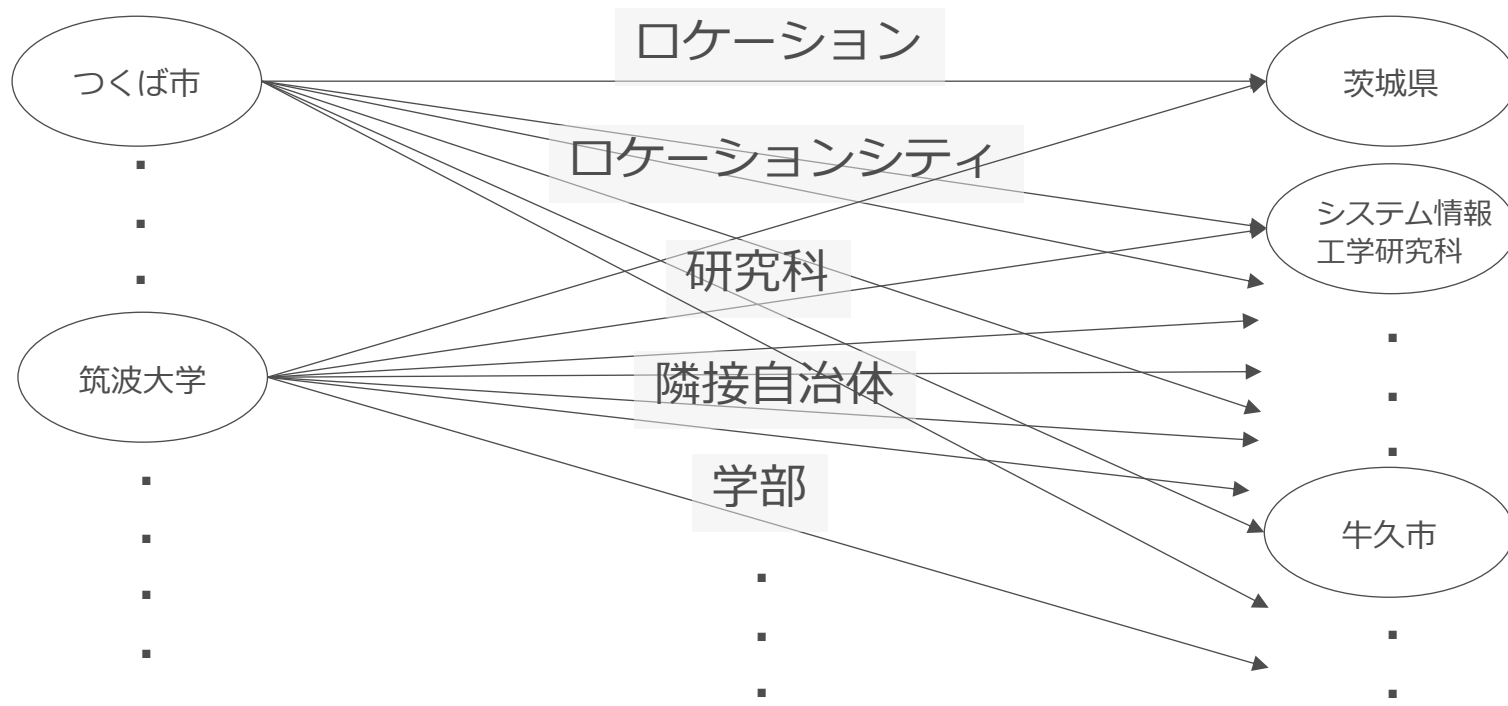 ロケーション
つくば市
茨城県
ロケーションシティ
システム情報
工学研究科
研究科
筑波大学
隣接自治体
学部
牛久市